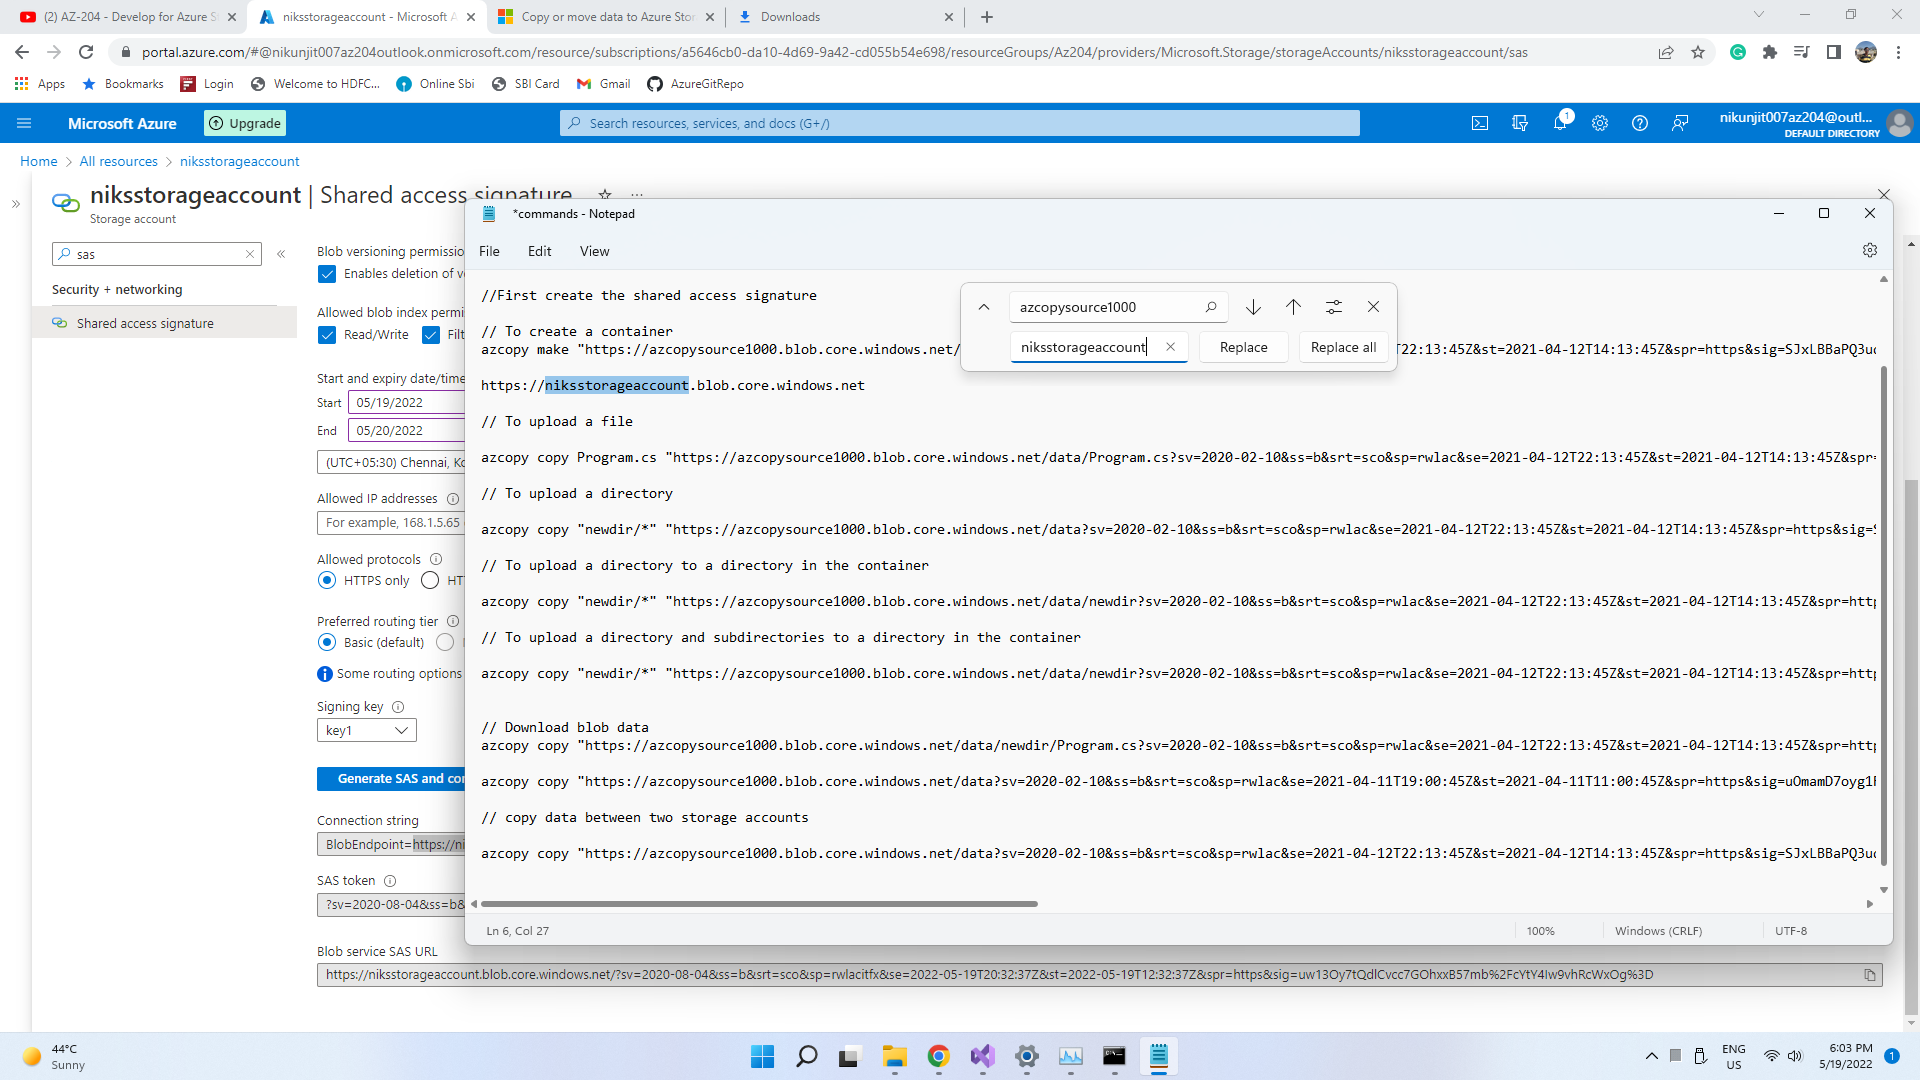 (2) AZ-204 - Develop for Azure S
niksstorageaccount - Microsoft A
Copy or move data to Azure Stor
Downloads
portal.azure.com/#@nikunjit007az204outlook.onmicrosoft.com/resource/subscriptions/a5646cb0-da10-4d69-9a42-cd055b54e698/resourceGroups/Az204/providers/Microsoft.Storage/storageAccounts/niksstorageaccount/sas
Apps
Bookmarks
Login
Welcome to HDFC...
Online Sbi
SBI Card
Gmail
AzureGitRepo
Microsoft Azure
Upgrade
Search resources, services, and docs (G+/)
1
nikunjit007az204@outl...
DEFAULT DIRECTORY
Home > All resources > niksstorageaccount
niksstorageaccount | Shared access signature
Storage account
sas
Security + networking
Shared access signature
Blob versioning permissio
Enables deletion of v
Allowed blob index permi
Read/Write
Filt
Start and expiry date/time
Start
05/19/2022
End
05/20/2022
(UTC+05:30) Chennai, Ko
Allowed IP addresses
For example, 168.1.5.65
Allowed protocols
HTTPS only
HT
Preferred routing tier
Basic (default)
Some routing options
Signing key
key1
Generate SAS and con
Connection string
BlobEndpoint=https://ni
SAS token
?sv=2020-08-04&ss=b&
Blob service SAS URL
https://niksstorageaccount.blob.core.windows.net/?sv=2020-08-04&ss=b&srt=sco&sp=rwlacitfx&se=2022-05-19T20:32:37Z&st=2022-05-19T12:32:37Z&spr=https&sig=uw13Oy7tQdlCvcc7GOhxxB57mb%2FcYtY4Iw9vhRcWxOg%3D
*commands - Notepad
File
Edit
View
//First create the shared access signature
// To create a container
azcopy make "https://azcopysource1000.blob.core.windows.net/
T22:13:45Z&st=2021-04-12T14:13:45Z&spr=https&sig=SJxLBBaPQ3uc
azcopysource1000
niksstorageaccount
Replace
Replace all
https://niksstorageaccount.blob.core.windows.net
// To upload a file
azcopy copy Program.cs "https://azcopysource1000.blob.core.windows.net/data/Program.cs?sv=2020-02-10&ss=b&srt=sco&sp=rwlac&se=2021-04-12T22:13:45Z&st=2021-04-12T14:13:45Z&spr=
// To upload a directory
azcopy copy "newdir/*" "https://azcopysource1000.blob.core.windows.net/data?sv=2020-02-10&ss=b&srt=sco&sp=rwlac&se=2021-04-12T22:13:45Z&st=2021-04-12T14:13:45Z&spr=https&sig=S
// To upload a directory to a directory in the container
azcopy copy "newdir/*" "https://azcopysource1000.blob.core.windows.net/data/newdir?sv=2020-02-10&ss=b&srt=sco&sp=rwlac&se=2021-04-12T22:13:45Z&st=2021-04-12T14:13:45Z&spr=http
// To upload a directory and subdirectories to a directory in the container
azcopy copy "newdir/*" "https://azcopysource1000.blob.core.windows.net/data/newdir?sv=2020-02-10&ss=b&srt=sco&sp=rwlac&se=2021-04-12T22:13:45Z&st=2021-04-12T14:13:45Z&spr=http
// Download blob data
azcopy copy "https://azcopysource1000.blob.core.windows.net/data/newdir/Program.cs?sv=2020-02-10&ss=b&srt=sco&sp=rwlac&se=2021-04-12T22:13:45Z&st=2021-04-12T14:13:45Z&spr=http
azcopy copy "https://azcopysource1000.blob.core.windows.net/data?sv=2020-02-10&ss=b&srt=sco&sp=rwlac&se=2021-04-11T19:00:45Z&st=2021-04-11T11:00:45Z&spr=https&sig=uOmamD7oyg1
// copy data between two storage accounts
azcopy copy "https://azcopysource1000.blob.core.windows.net/data?sv=2020-02-10&ss=b&srt=sco&sp=rwlac&se=2021-04-12T22:13:45Z&st=2021-04-12T14:13:45Z&spr=https&sig=SJxLBBaPQ3uc
Ln 6, Col 27
100%
Windows (CRLF)
UTF-8
44°C
Sunny
ENG
US
6:03 PM
5/19/2022
1